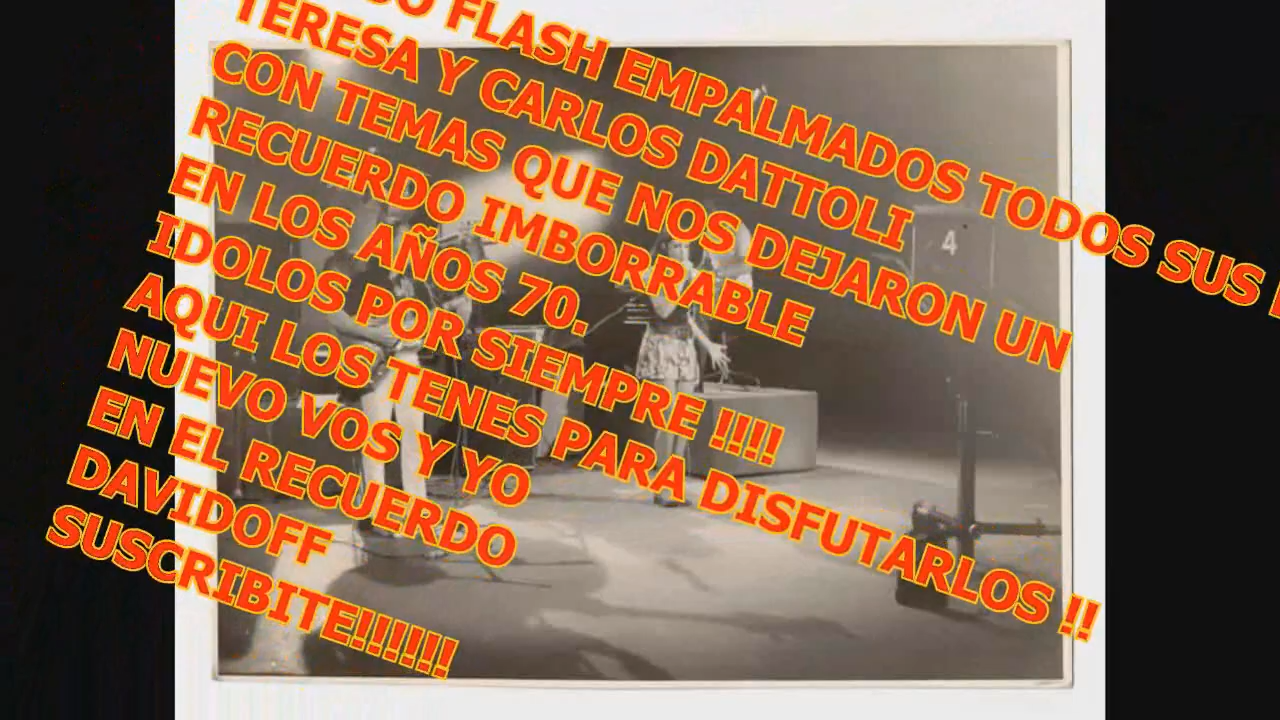 FLASH EMPALMADOS TODOS SUS
TERESA Y CARLOS DATTOLI
CON TEMAS QUE NOS DEJARON UN
RECUERDO IMBORRABLE
EN LOS AÑOS 70.
IDOLOS POR SIEMPRE !!!!
AQUI LOS TENES PARA DISFUTARLOS !!
NUEVO VOS Y YO
EN EL RECUERDO
DAVIDOFF
SUSCRIBITE!!!!!!
4